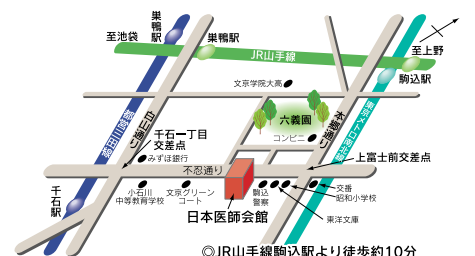 巣鴨駅
至池袋
巣鴨駅
JR山手線
至上野
駒込駅
文京学院大高
六義園
コンビニ
都営三田線
白山通り
本郷通り
東京メトロ南北線
千石一丁目
交差点
みずほ銀行
不忍通り
上富士前交差点
千石駅
小石川
中等教育学校
文京グリーン
コート
日本医師会館
駒込
警察
交番
昭和小学校
東洋文庫
◎JR山手線駒込駅より徒歩約10分